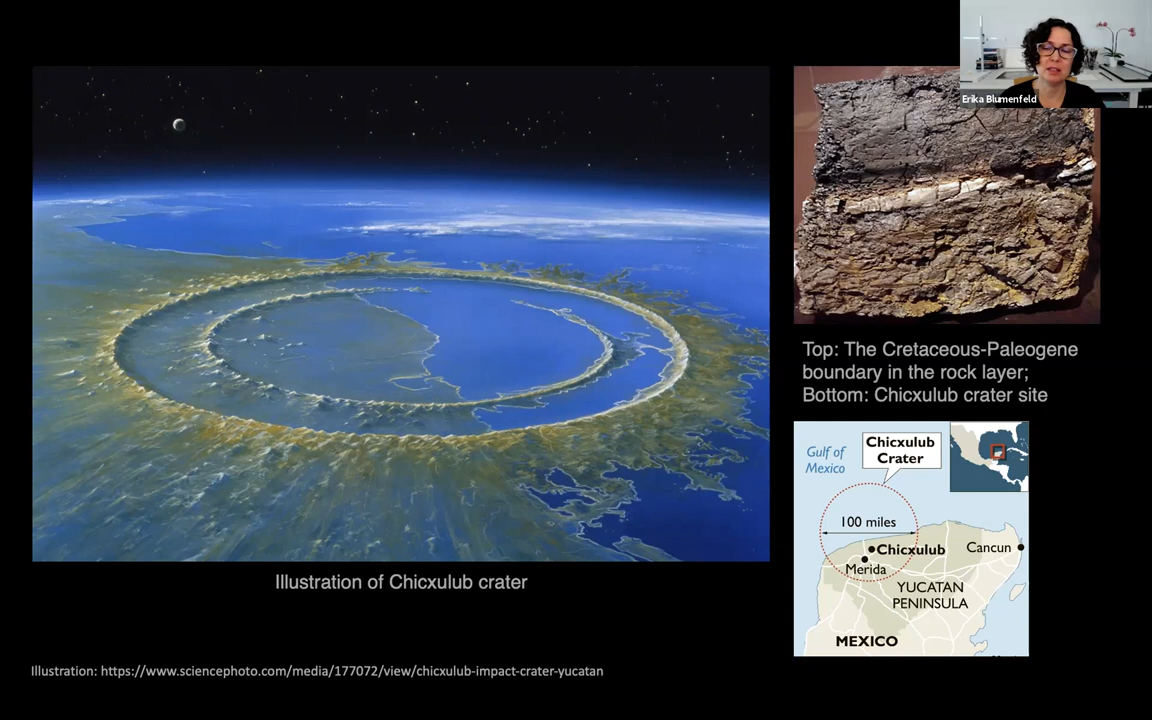 Erika Blumenfeld
Top: The Cretaceous-Paleogene
boundary in the rock layer;
Bottom: Chicxulub crater site
Gulf of
Mexico
Chicxulub
Crater
100 miles
Chicxulub
Cancun
Merida
YUCATAN
PENINSULA
MEXICO
Illustration of Chicxulub crater
Illustration: https://www.sciencephoto.com/media/177072/view/chicxulub-impact-crater-yucatan